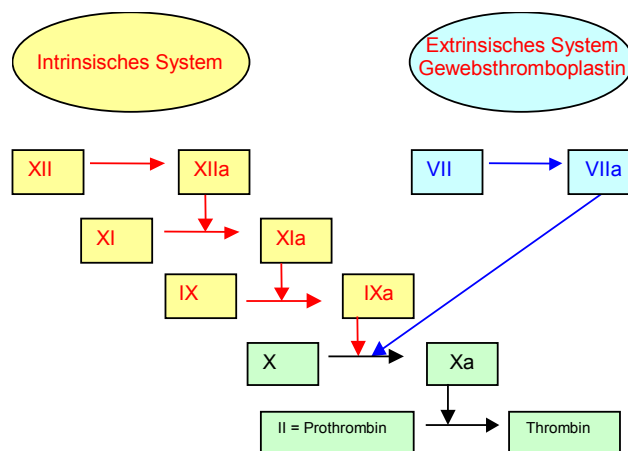 Intrinsisches System
Extrinsisches System
Gewebsthromboplastin
XII
XIIa
VII
VIIa
XI
XIa
IX
IXa
X
Xa
II = Prothrombin
Thrombin